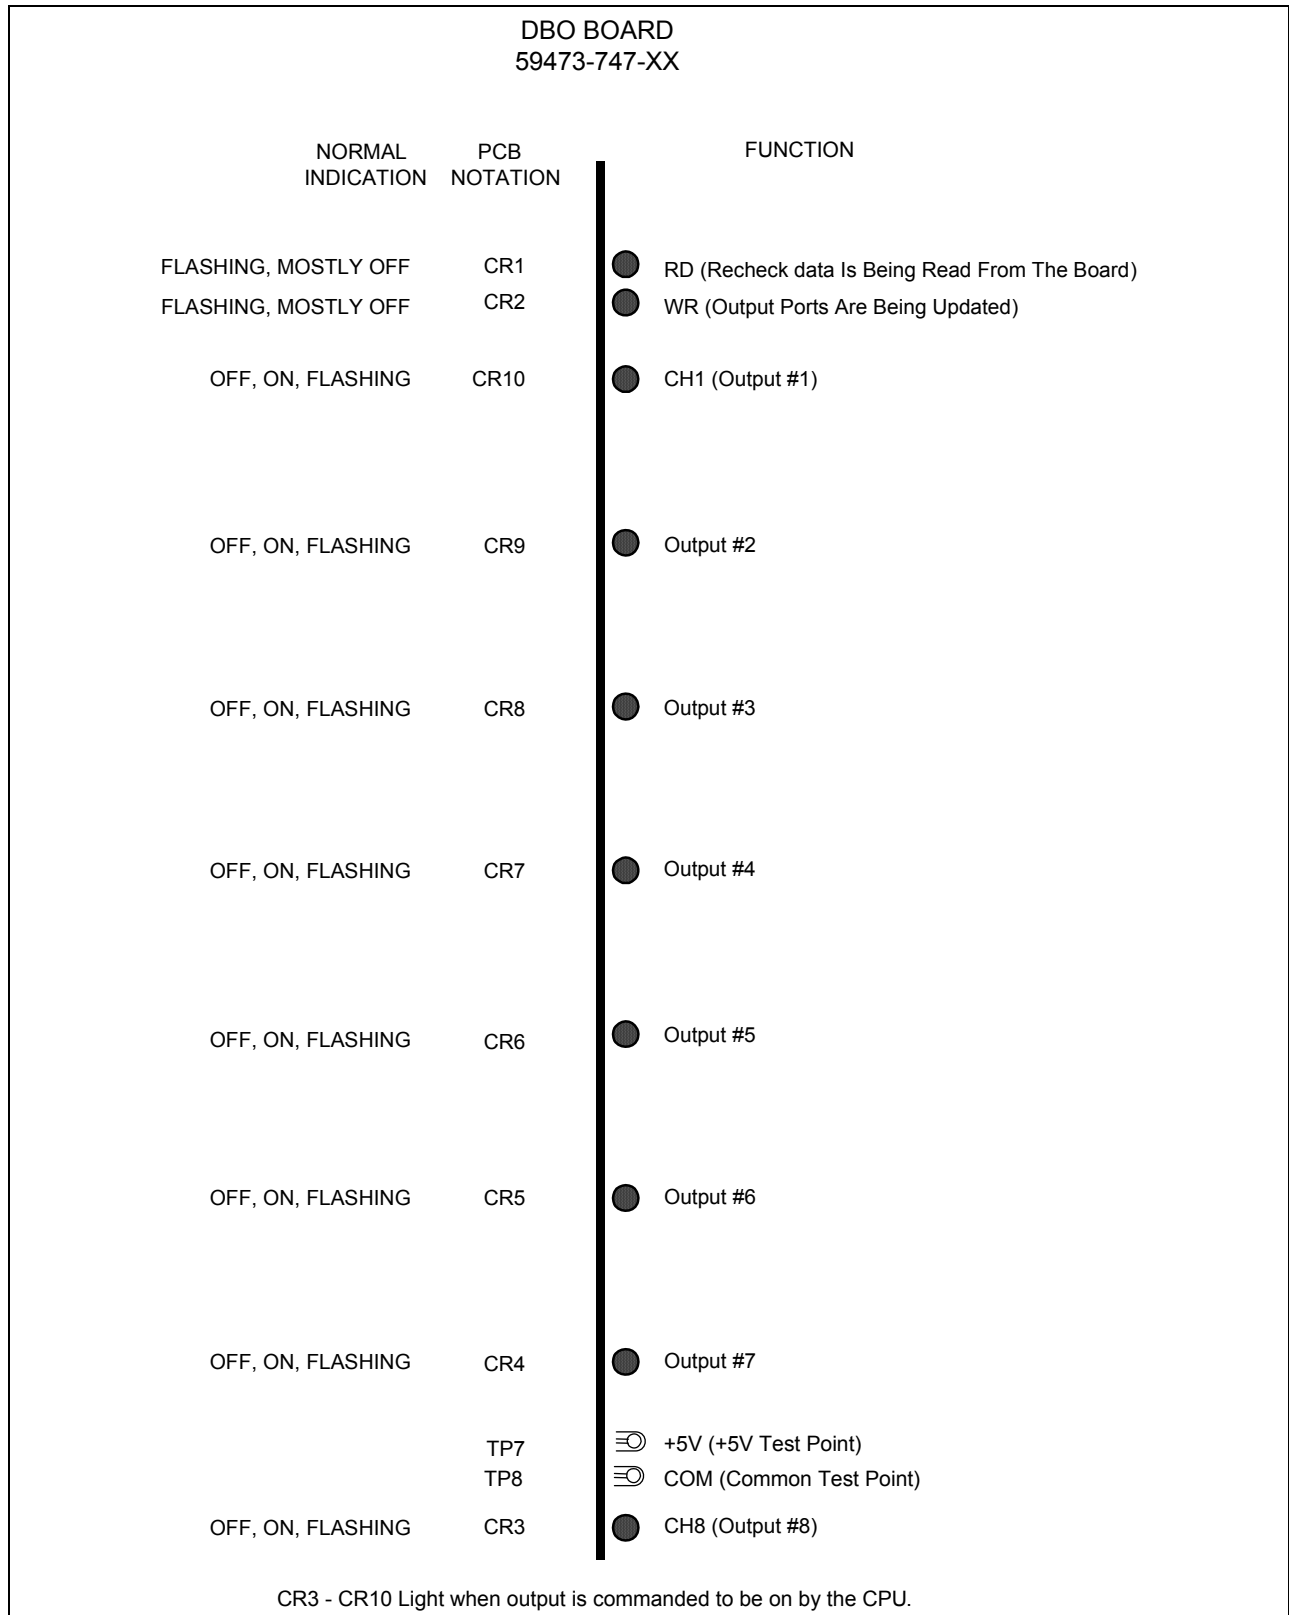 DBO BOARD
59473-747-XX
NORMAL INDICATION PCB NOTATION FUNCTION
FLASHING, MOSTLY OFF CR1 RD (Recheck data Is Being Read From The Board)
FLASHING, MOSTLY OFF CR2 WR (Output Ports Are Being Updated)
OFF, ON, FLASHING CR10 CH1 (Output #1)
OFF, ON, FLASHING CR9 Output #2
OFF, ON, FLASHING CR8 Output #3
OFF, ON, FLASHING CR7 Output #4
OFF, ON, FLASHING CR6 Output #5
OFF, ON, FLASHING CR5 Output #6
OFF, ON, FLASHING CR4 Output #7
TP7 +5V (+5V Test Point)
TP8 COM (Common Test Point)
OFF, ON, FLASHING CR3 CH8 (Output #8)
CR3 - CR10 Light when output is commanded to be on by the CPU.